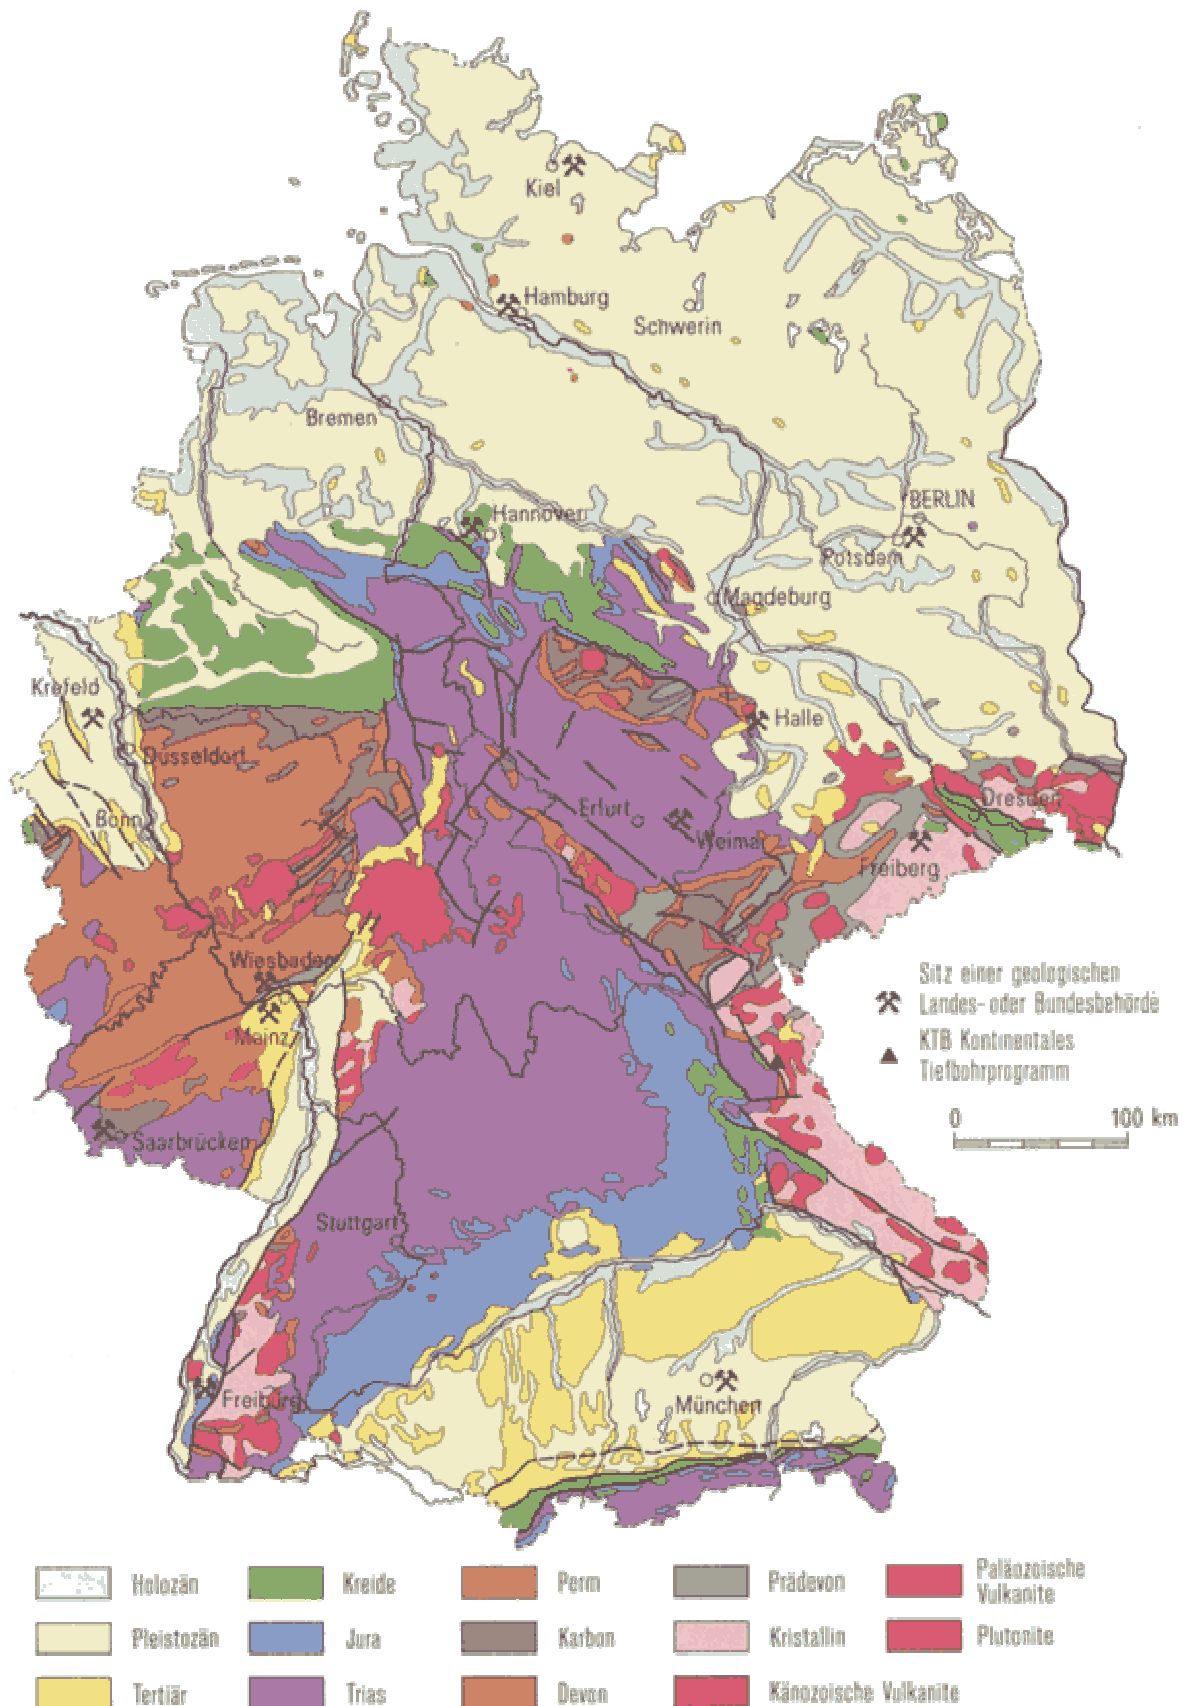 Kiel
Hamburg
Schwerin
Bremen
BERLIN
Hannover
Potsdam
Magdeburg
Krefeld
Halle
Düsseldorf
Dresden
Erfurt
Bonn
Weimar
Freiberg
Wiesbaden
Sitz einer geologischen
Landes- oder Bundesbehörde
Mainz
KTB Kontinentales
Tiefbohrprogramm
0 100 km
Saarbrücken
Stuttgart
Freiburg
München
Holozän
Kreide
Perm
Prädevon
Paläozoische
Vulkanite
Pleistozän
Jura
Karbon
Kristallin
Plutonite
Tertiär
Trias
Devon
Känozoische Vulkanite